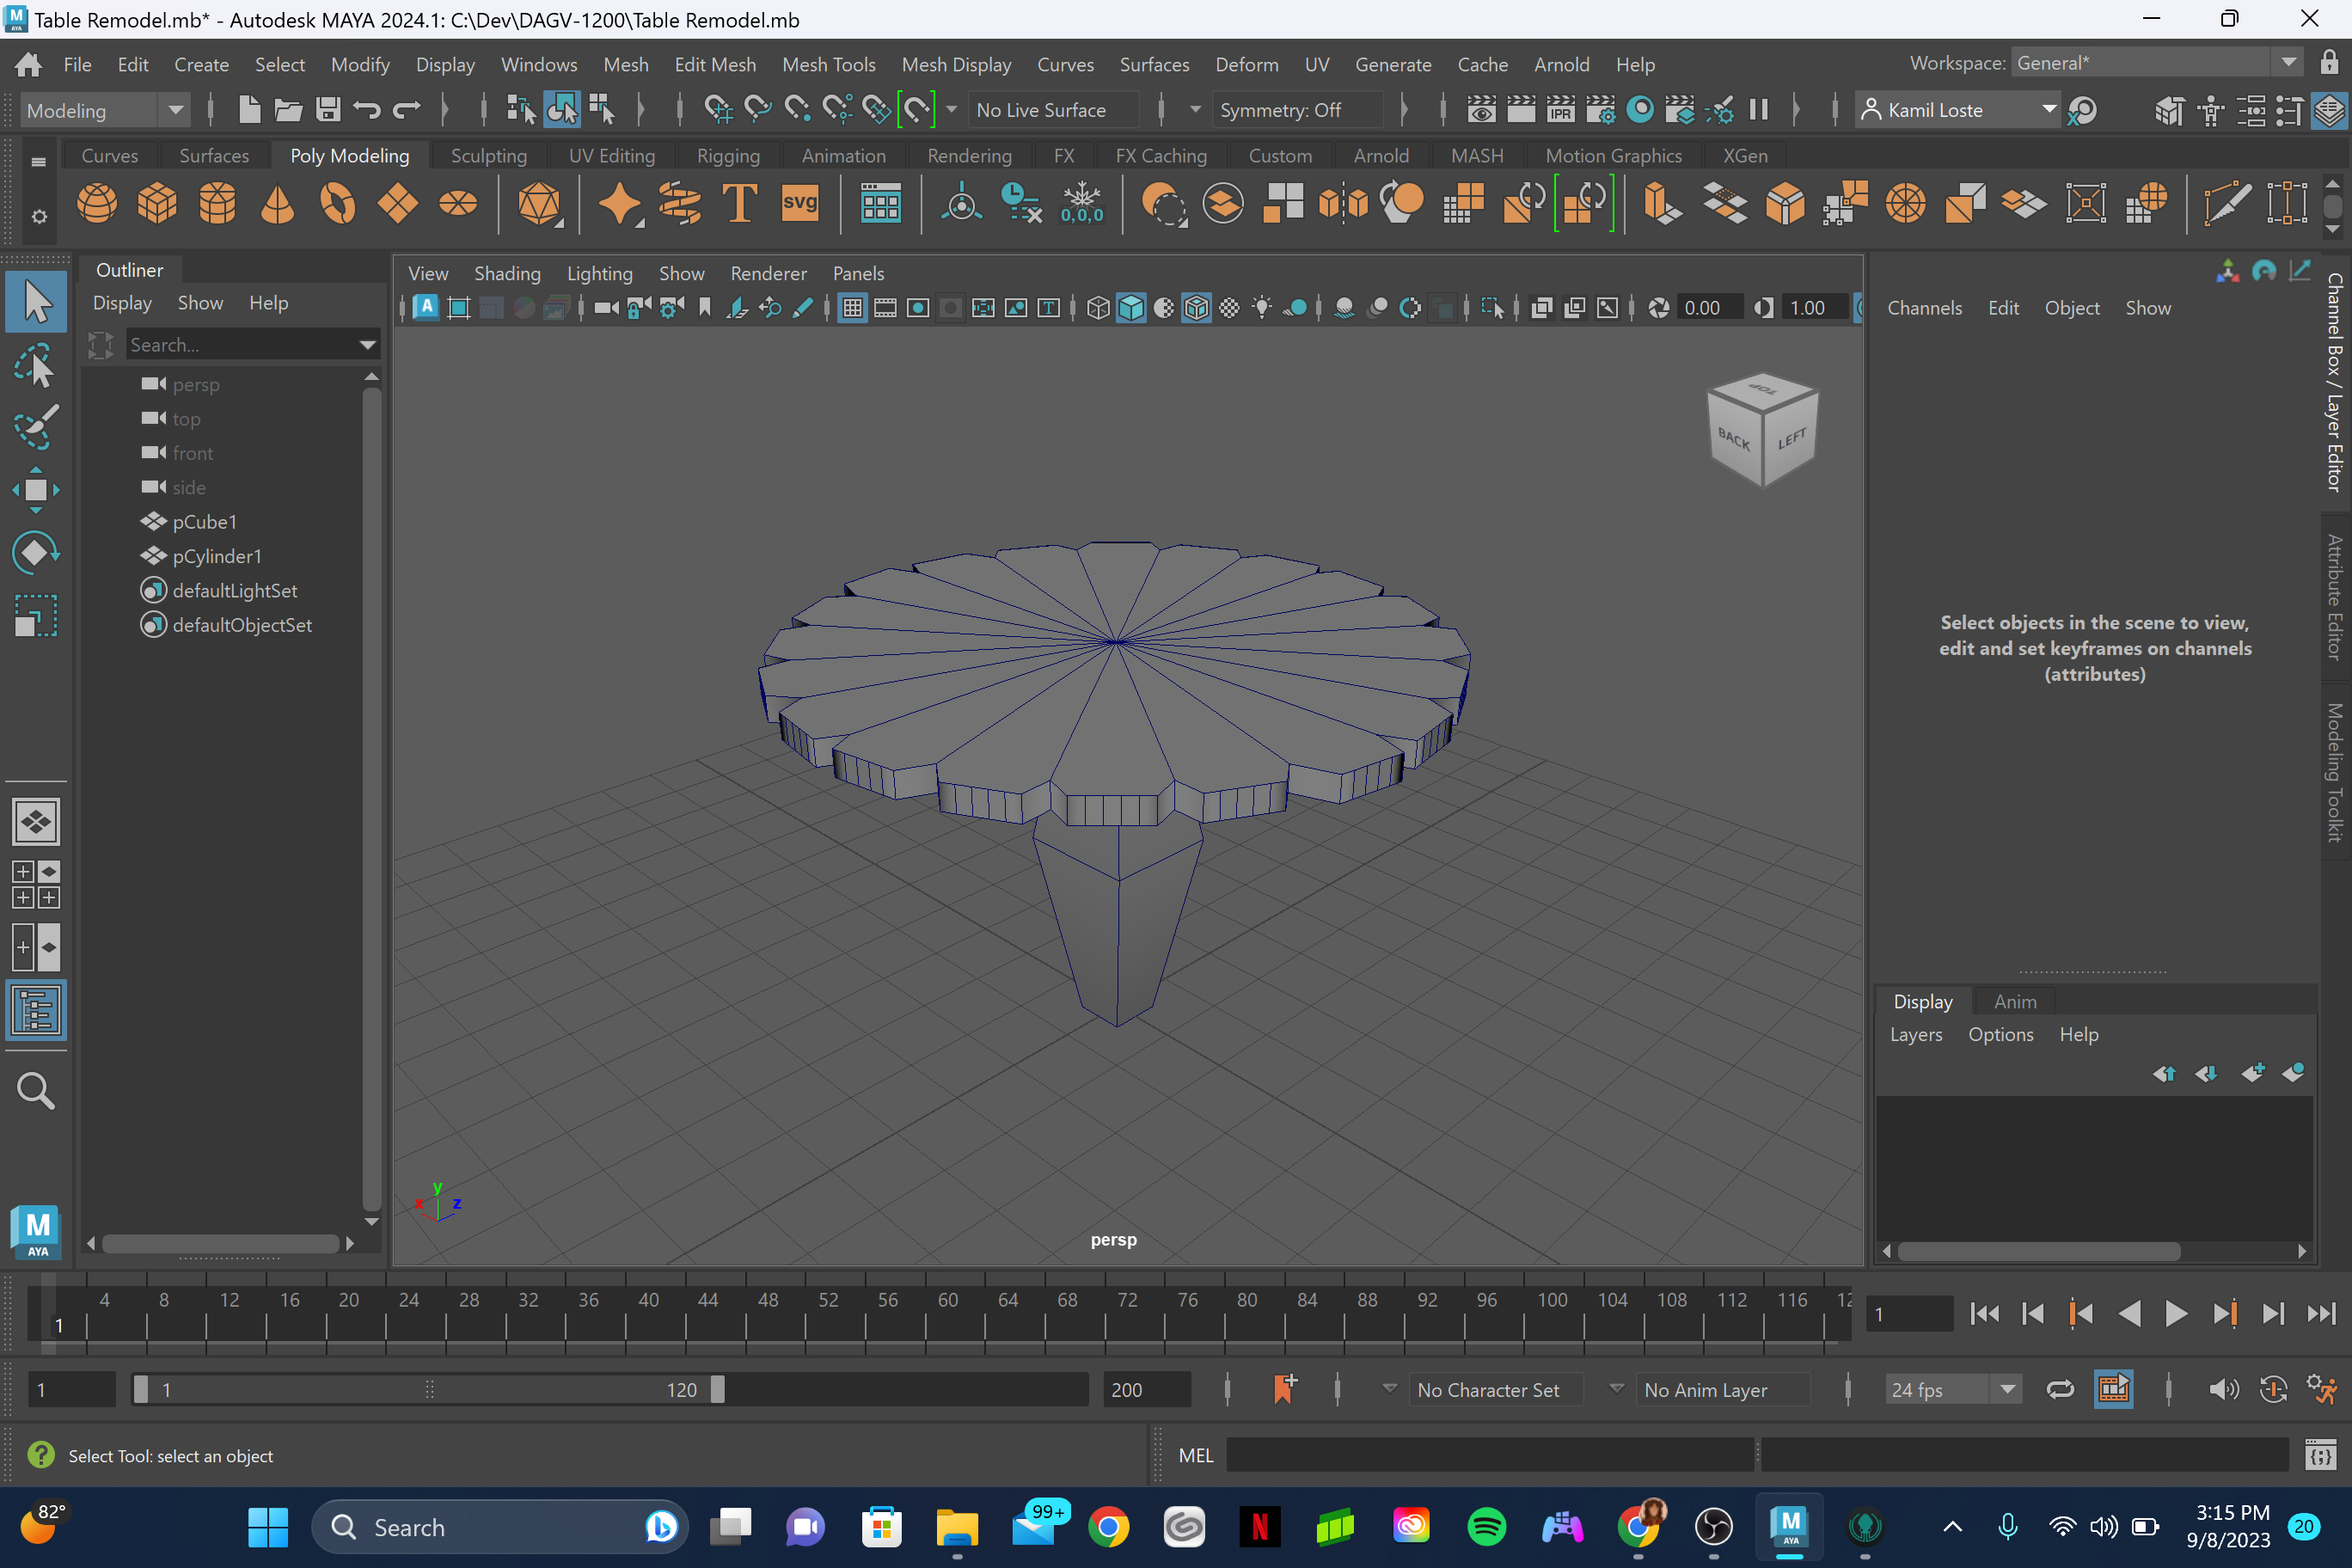 Table Remodel.mb* - Autodesk MAYA 2024.1: C:\Dev\DAGV-1200\Table Remodel.mb
File Edit Create Select Modify Display Windows Mesh Edit Mesh Mesh Tools Mesh Display Curves Surfaces Deform UV Generate Cache Arnold Help Workspace: General*
Modeling No Live Surface Symmetry: Off IPR Kamil Loste
Curves Surfaces Poly Modeling Sculpting UV Editing Rigging Animation Rendering FX FX Caching Custom Arnold MASH Motion Graphics XGen
T svg 0,0,0
Outliner
Display Show Help
Search...
persp
top
front
side
pCube1
pCylinder1
defaultLightSet
defaultObjectSet
View Shading Lighting Show Renderer Panels
0.00 1.00
TOP
BACK LEFT
y
x z
persp
Channels Edit Object Show
Select objects in the scene to view,
edit and set keyframes on channels
(attributes)
Channel Box / Layer Editor
Attribute Editor
Modeling Toolkit
Display Anim
Layers Options Help
M
AYA
4 8 12 16 20 24 28 32 36 40 44 48 52 56 60 64 68 72 76 80 84 88 92 96 100 104 108 112 116 12
1 1
1 1 120 200 No Character Set No Anim Layer 24 fps
Select Tool: select an object MEL
82° Search 99+ N M AYA 3:15 PM
9/8/2023 20